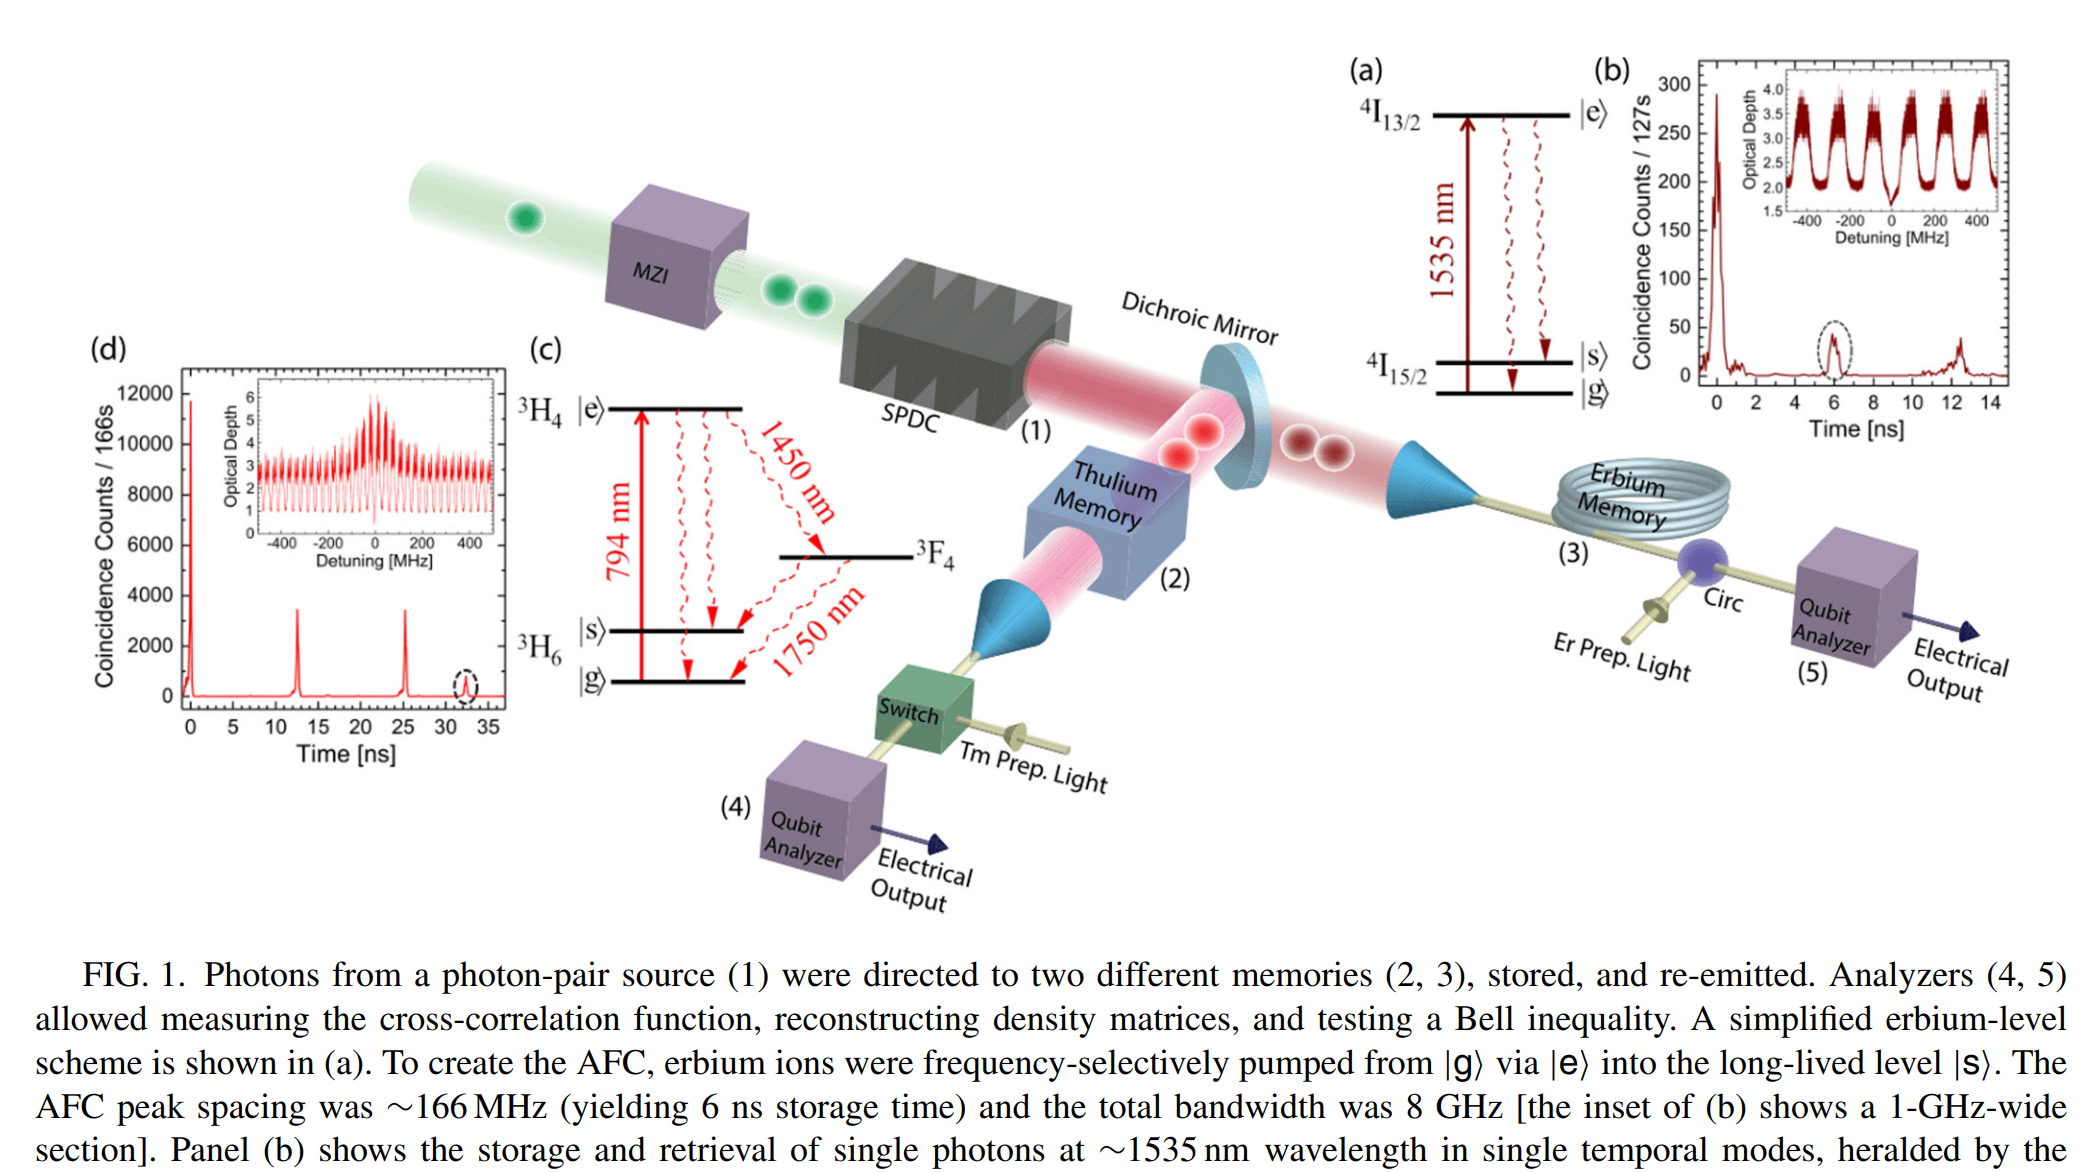 (a)
⁴I₁₃/₂
|e⟩
1535 nm
⁴I₁₅/₂
|s⟩
|g⟩
(b)
Coincidence Counts / 127s
300
250
200
150
100
50
0
0 2 4 6 8 10 12 14
Time [ns]
Optical Depth
4.0
3.5
3.0
2.5
2.0
1.5
-400 -200 0 200 400
Detuning [MHz]
MZI
SPDC
(1)
Dichroic Mirror
Thulium
Memory
(2)
Erbium
Memory
(3)
Circ
Er Prep. Light
Qubit
Analyzer
(5)
Electrical
Output
Switch
Tm Prep. Light
(4)
Qubit
Analyzer
Electrical
Output
(d)
Coincidence Counts / 166s
12000
10000
8000
6000
4000
2000
0
0 5 10 15 20 25 30 35
Time [ns]
Optical Depth
6
5
4
3
2
1
0
-400 -200 0 200 400
Detuning [MHz]
(c)
³H₄ |e⟩
794 nm
1450 nm
³F₄
1750 nm
³H₆
|s⟩
|g⟩
FIG. 1. Photons from a photon-pair source (1) were directed to two different memories (2, 3), stored, and re-emitted. Analyzers (4, 5)
allowed measuring the cross-correlation function, reconstructing density matrices, and testing a Bell inequality. A simplified erbium-level
scheme is shown in (a). To create the AFC, erbium ions were frequency-selectively pumped from |g⟩ via |e⟩ into the long-lived level |s⟩. The
AFC peak spacing was ∼166 MHz (yielding 6 ns storage time) and the total bandwidth was 8 GHz [the inset of (b) shows a 1-GHz-wide
section]. Panel (b) shows the storage and retrieval of single photons at ∼1535 nm wavelength in single temporal modes, heralded by the